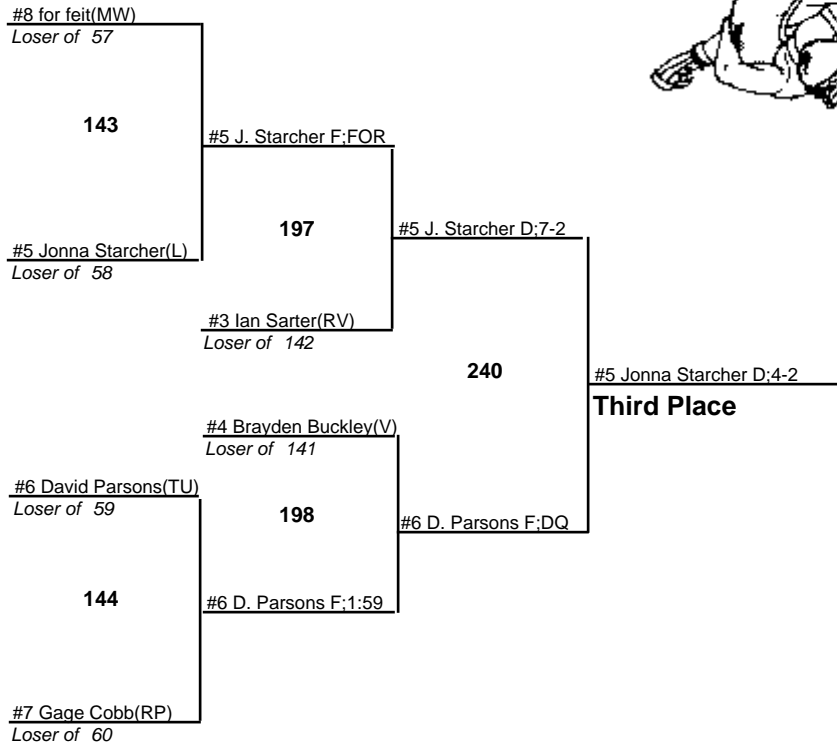 #8 for feit(MW)
Loser of 57
143
#5 J. Starcher F;FOR
#5 Jonna Starcher(L)
Loser of 58
197
#5 J. Starcher D;7-2
#3 Ian Sarter(RV)
Loser of 142
240
#5 Jonna Starcher D;4-2
Third Place
#4 Brayden Buckley(V)
Loser of 141
#6 David Parsons(TU)
Loser of 59
198
#6 D. Parsons F;DQ
144
#6 D. Parsons F;1:59
#7 Gage Cobb(RP)
Loser of 60